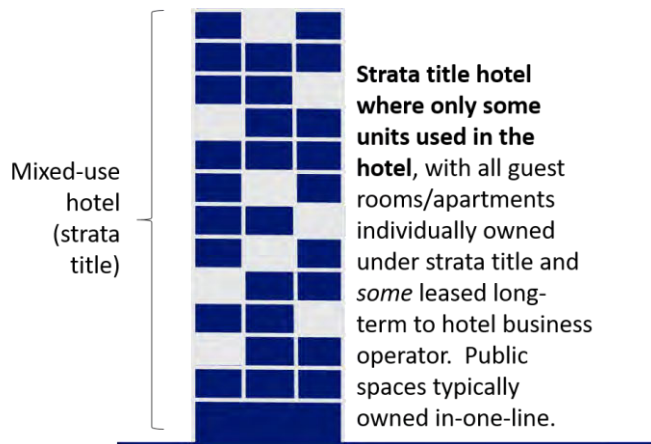 Mixed-use
hotel
(strata
title)
Strata title hotel
where only some
units used in the
hotel, with all guest
rooms/apartments
individually owned
under strata title and
some leased long-
term to hotel business
operator.  Public
spaces typically
owned in-one-line.